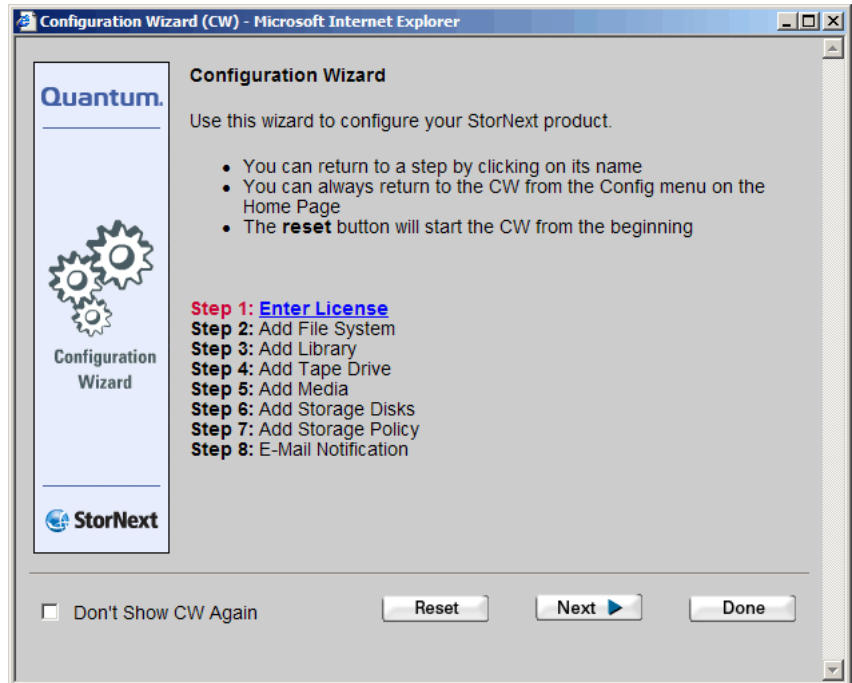 Configuration Wizard (CW) - Microsoft Internet Explorer
Quantum.
Configuration
Wizard
StorNext
Configuration Wizard
Use this wizard to configure your StorNext product.
• You can return to a step by clicking on its name
• You can always return to the CW from the Config menu on the
Home Page
• The reset button will start the CW from the beginning
Step 1: Enter License
Step 2: Add File System
Step 3: Add Library
Step 4: Add Tape Drive
Step 5: Add Media
Step 6: Add Storage Disks
Step 7: Add Storage Policy
Step 8: E-Mail Notification
Don't Show CW Again
Reset
Next
Done